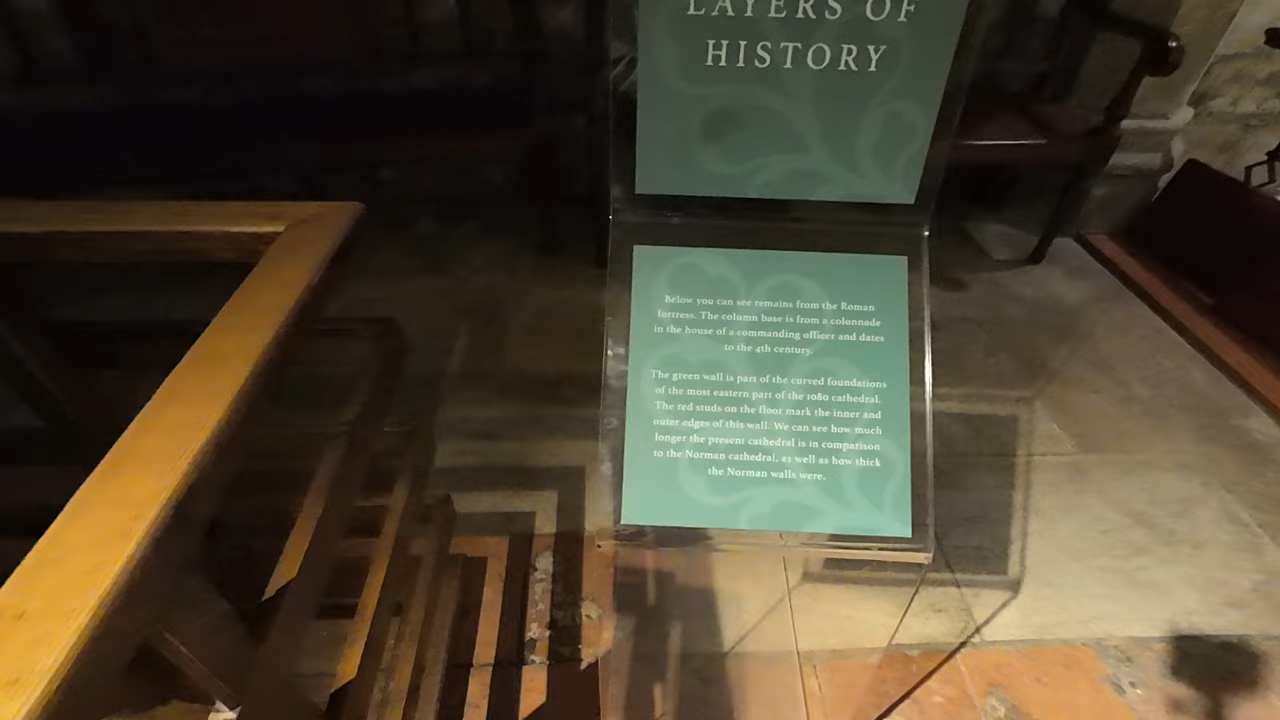 LAYERS OF
HISTORY
Below you can see remains from the Roman
fortress. The column base is from a colonnade
in the house of a commanding officer and dates
to the 4th century.
The green wall is part of the curved foundations
of the most eastern part of the 1080 cathedral.
The red studs on the floor mark the inner and
outer edges of this wall. We can see how much
longer the present cathedral is in comparison
to the Norman cathedral, as well as how thick
the Norman walls were.